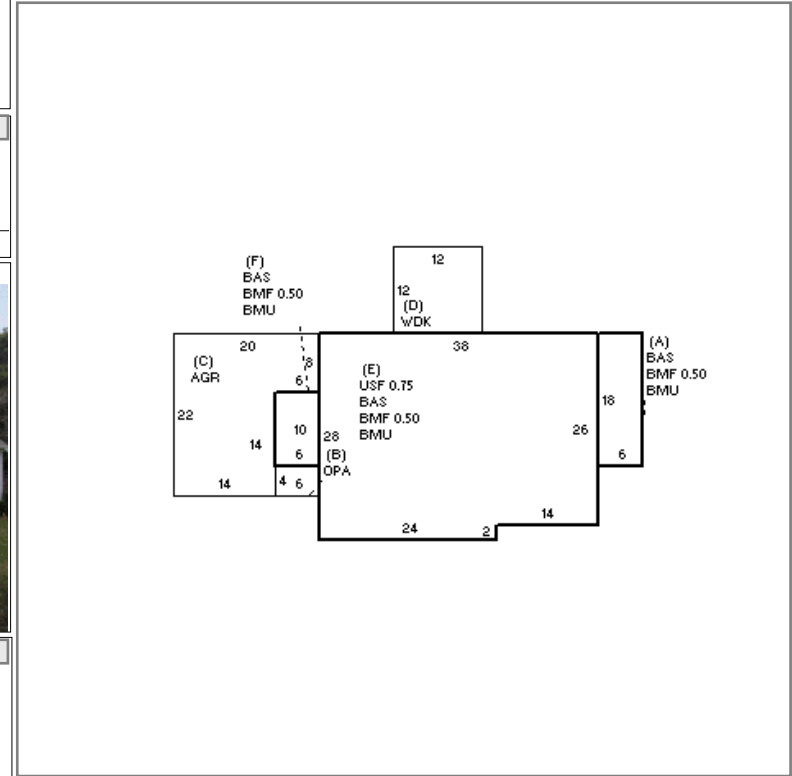 (F)
BAS
BMF 0.50
BMU
12
12
(D)
WDK
20
(C)
AGR
8
6
38
(E)
USF 0.75
BAS
BMF 0.50
BMU
(A)
BAS
BMF 0.50
BMU
18
22
14
10
6
28
26
6
(B)
OPA
14
4
6
24
2
14